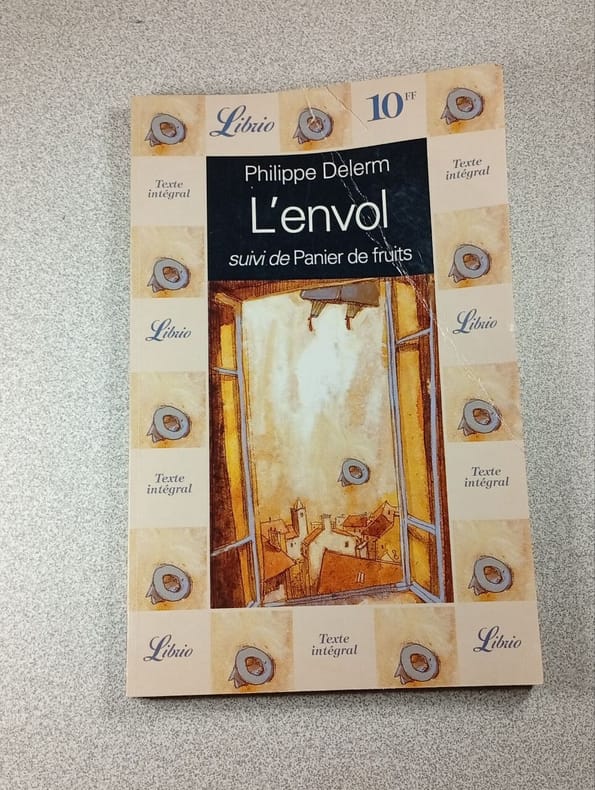 Librio
10FF
Philippe Delerm
L'envol
suivi de Panier de fruits
Texte
intégral
Texte
intégral
Librio
Librio
Texte
intégral
Texte
intégral
Librio
Texte
intégral
Librio